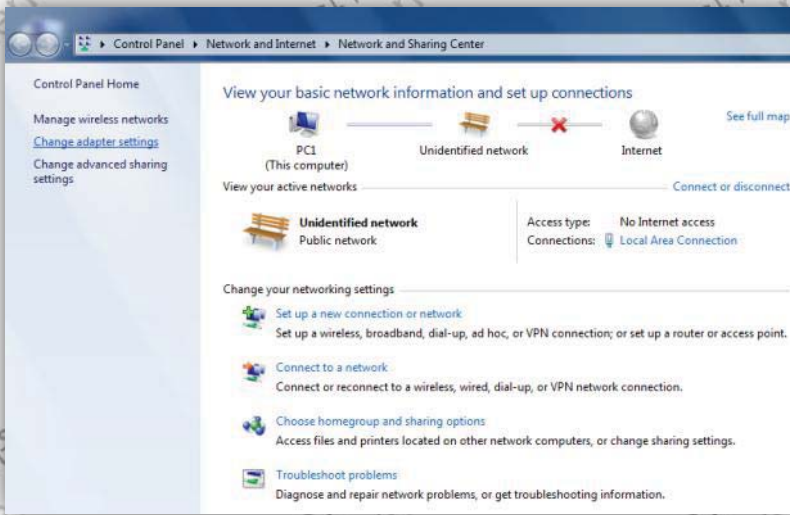 Control Panel ▸ Network and Internet ▸ Network and Sharing Center
Control Panel Home
Manage wireless networks
Change adapter settings
Change advanced sharing
settings
View your basic network information and set up connections
See full map
PC1
(This computer)
Unidentified network
Internet
View your active networks
Connect or disconnect
Unidentified network
Public network
Access type: No Internet access
Connections: Local Area Connection
Change your networking settings
Set up a new connection or network
Set up a wireless, broadband, dial-up, ad hoc, or VPN connection; or set up a router or access point.
Connect to a network
Connect or reconnect to a wireless, wired, dial-up, or VPN network connection.
Choose homegroup and sharing options
Access files and printers located on other network computers, or change sharing settings.
Troubleshoot problems
Diagnose and repair network problems, or get troubleshooting information.